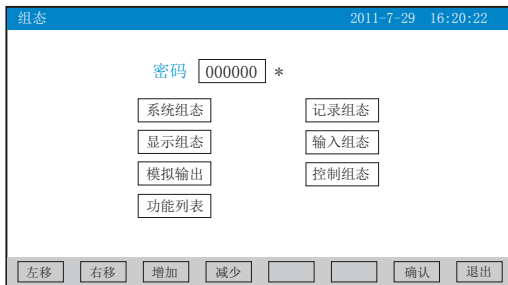 组态 2011-7-29 16:20:22
密码 000000 *
系统组态 记录组态
显示组态 输入组态
模拟输出 控制组态
功能列表
左移 右移 增加 减少 确认 退出